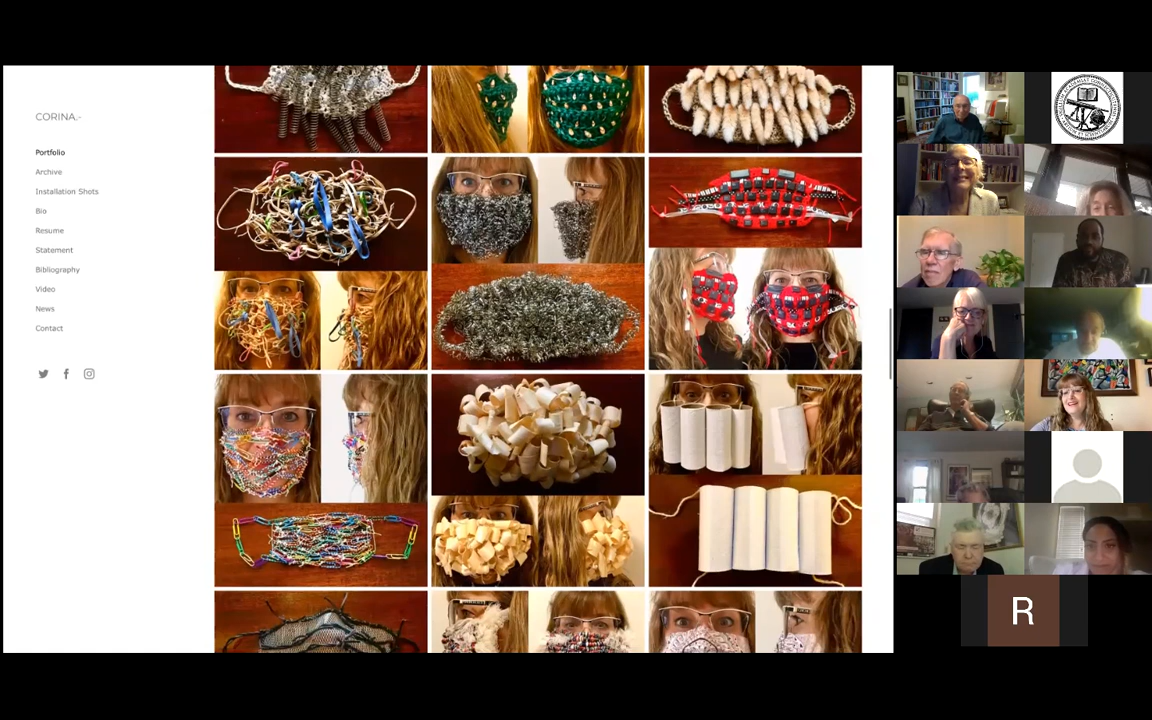 CORINA.-
Portfolio
Archive
Installation Shots
Bio
Resume
Statement
Bibliography
Video
News
Contact
R